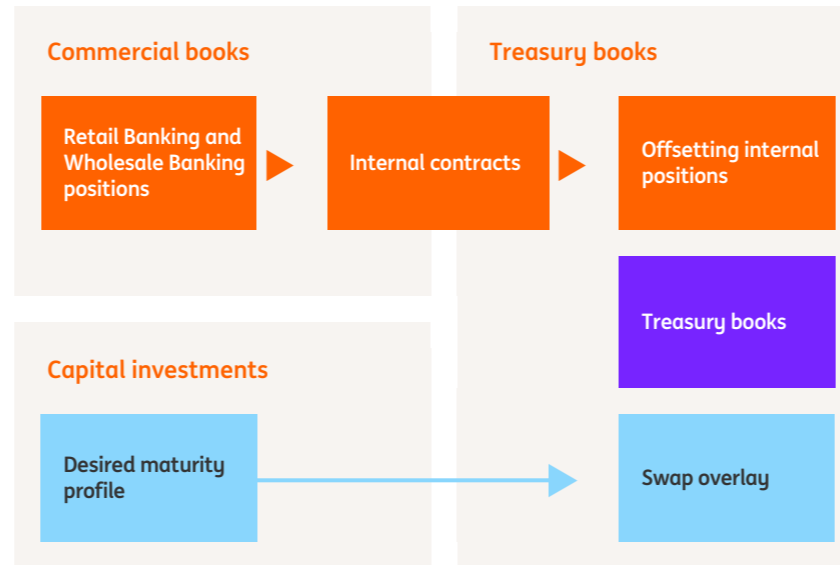 Commercial books
Treasury books
Retail Banking and
Wholesale Banking
positions
Internal contracts
Offsetting internal
positions
Treasury books
Capital investments
Desired maturity
profile
Swap overlay